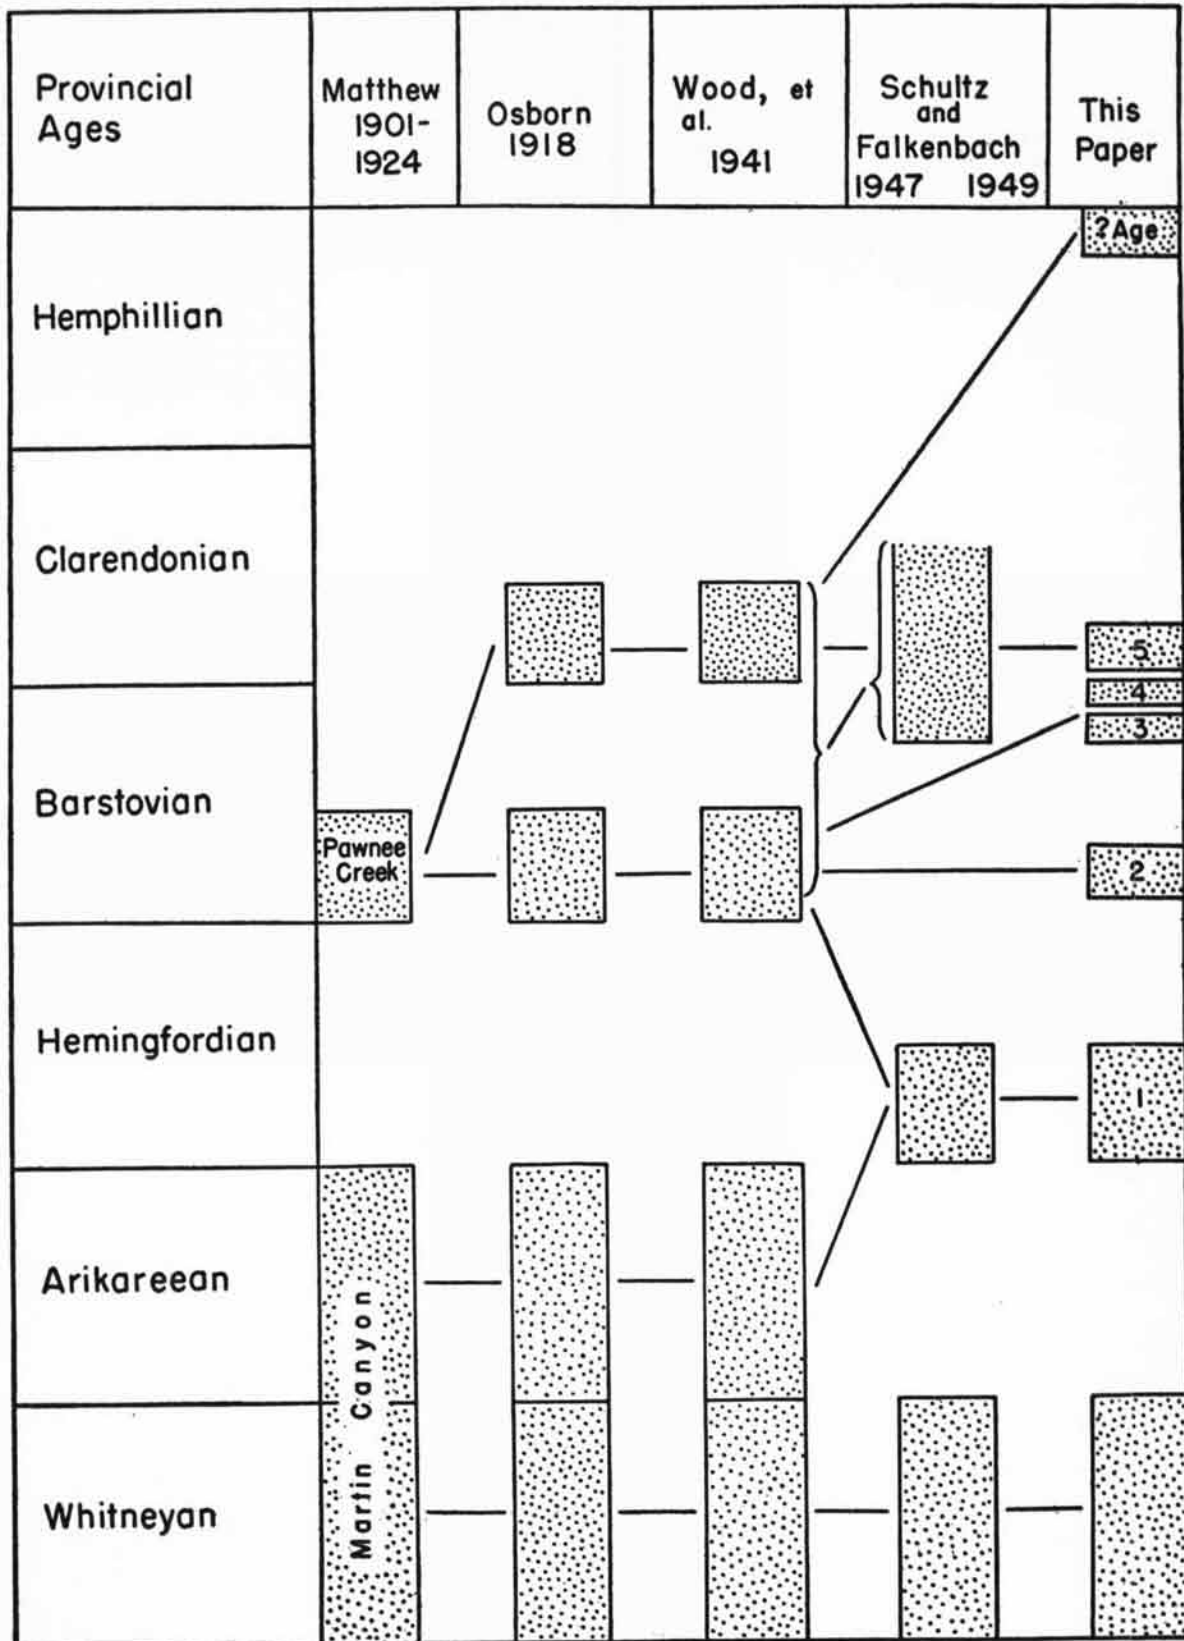 Provincial
Ages
Matthew
1901-
1924
Osborn
1918
Wood, et
al.
1941
Schultz
and
Falkenbach
1947 1949
This
Paper
?Age
Hemphillian
Clarendonian
5
4
3
Barstovian
Pawnee
Creek
2
Hemingfordian
1
Arikareean
Martin Canyon
Whitneyan